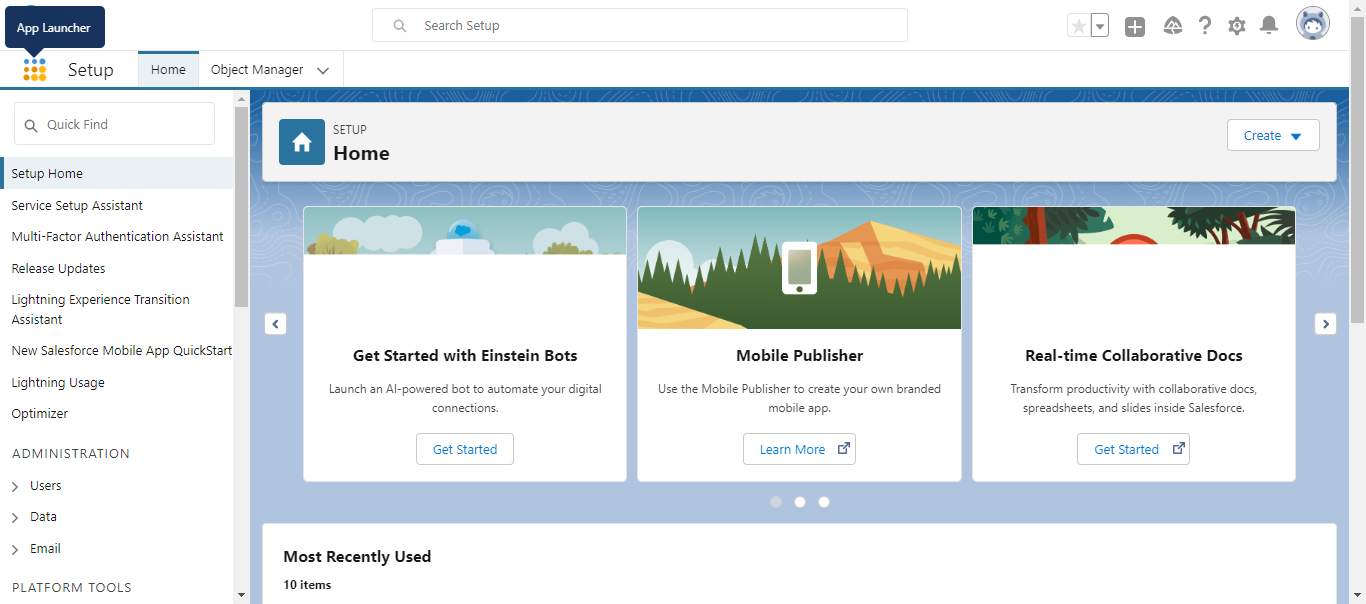 App Launcher
Search Setup
Setup
Home
Object Manager
Quick Find
Setup Home
Service Setup Assistant
Multi-Factor Authentication Assistant
Release Updates
Lightning Experience Transition
Assistant
New Salesforce Mobile App QuickStart
Lightning Usage
Optimizer
ADMINISTRATION
Users
Data
Email
PLATFORM TOOLS
SETUP
Home
Create
Get Started with Einstein Bots
Launch an AI-powered bot to automate your digital
connections.
Get Started
Mobile Publisher
Use the Mobile Publisher to create your own branded
mobile app.
Learn More
Real-time Collaborative Docs
Transform productivity with collaborative docs,
spreadsheets, and slides inside Salesforce.
Get Started
Most Recently Used
10 items